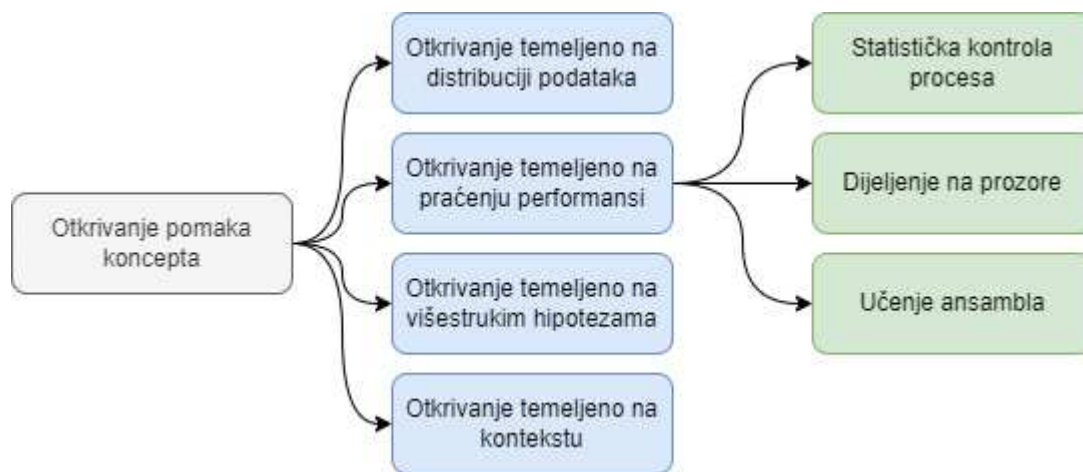 Otkrivanje pomaka
koncepta
Otkrivanje temeljeno na
distribuciji podataka
Otkrivanje temeljeno na
praćenju performansi
Otkrivanje temeljeno na
višestrukim hipotezama
Otkrivanje temeljeno na
kontekstu
Statistička kontrola
procesa
Dijeljenje na prozore
Učenje ansambla